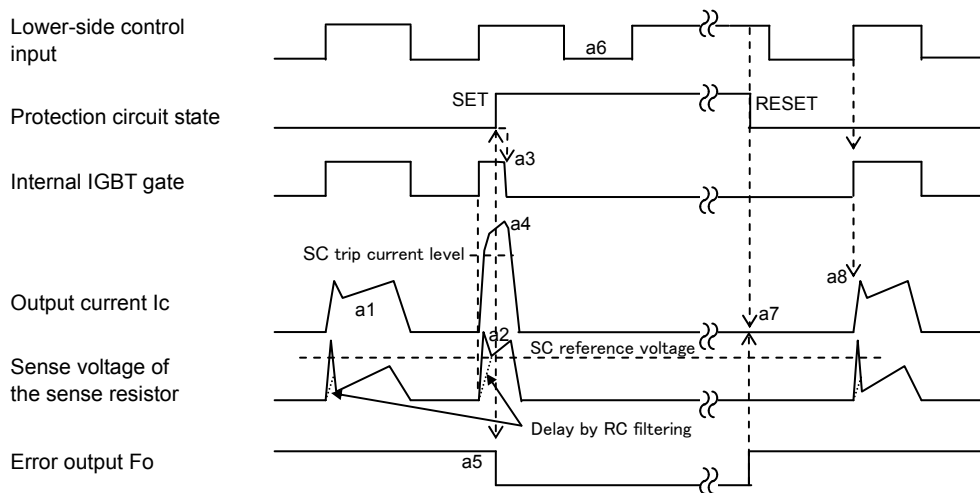 Lower-side control
input
a6
SET
RESET
Protection circuit state
a3
Internal IGBT gate
a4
SC trip current level
a8
Output current Ic
a1
a7
a2
SC reference voltage
Sense voltage of
the sense resistor
Delay by RC filtering
Error output Fo
a5